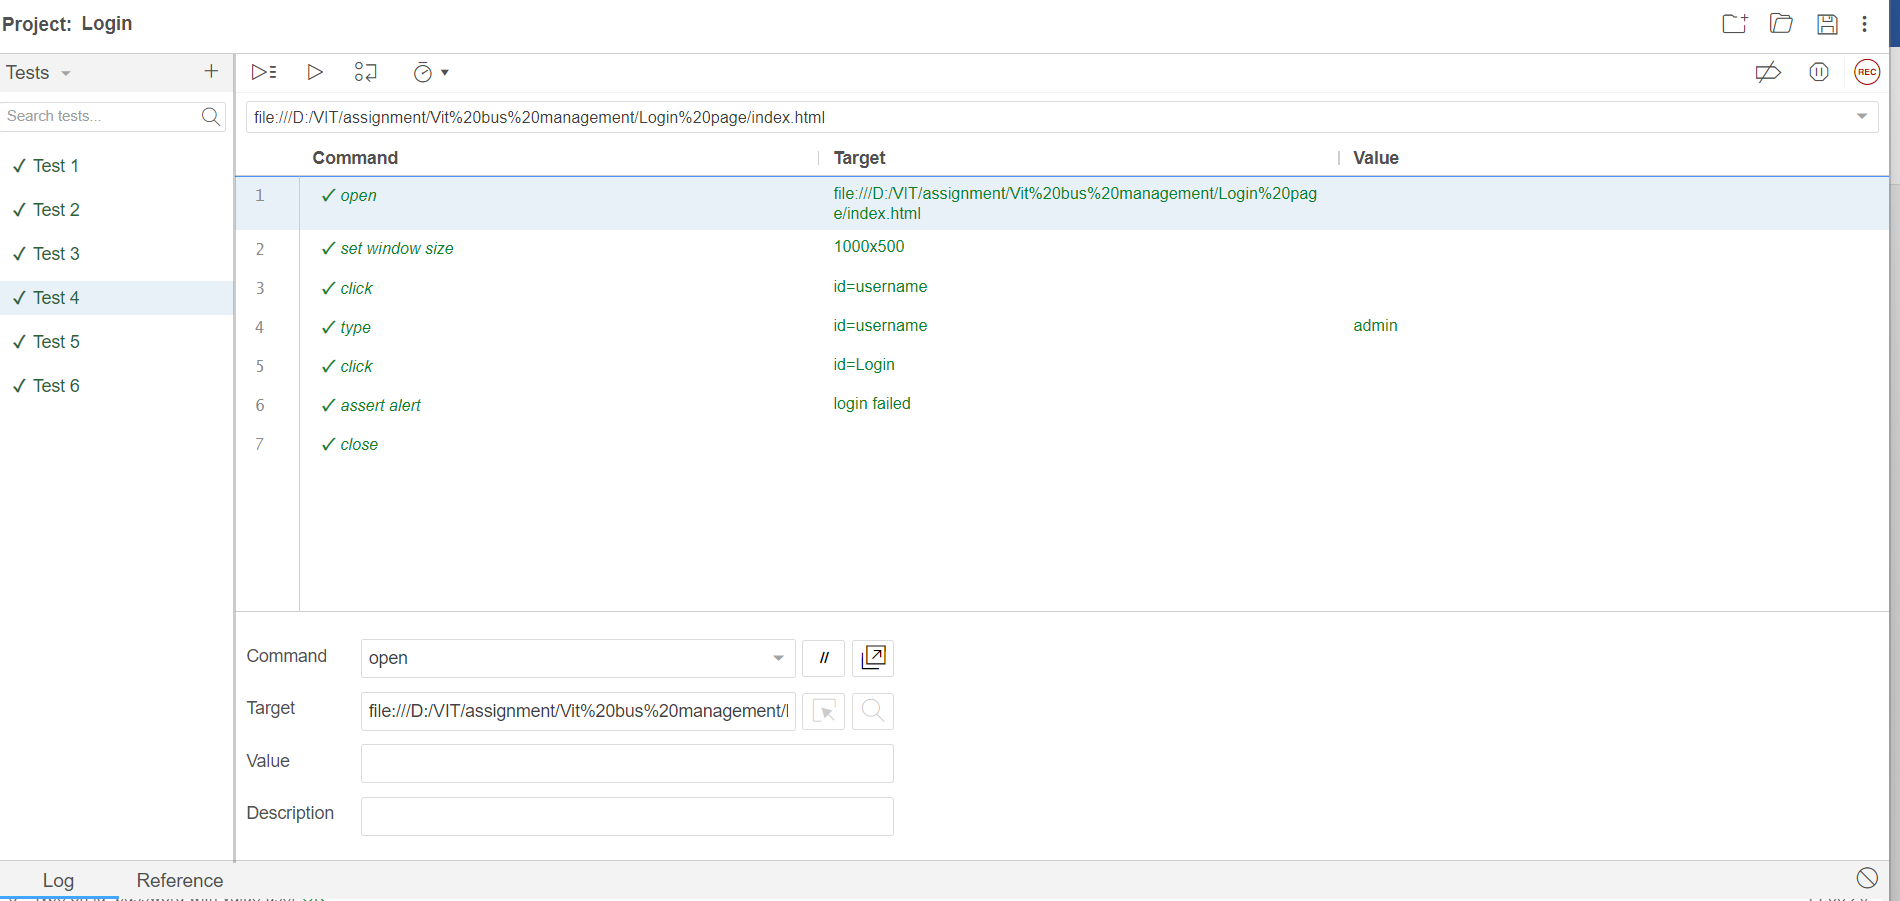 Project: Login
Tests
Search tests...
Test 1
Test 2
Test 3
Test 4
Test 5
Test 6
REC
file:///D:/VIT/assignment/Vit%20bus%20management/Login%20page/index.html
Command Target Value
1 open file:///D:/VIT/assignment/Vit%20bus%20management/Login%20pag
e/index.html
2 set window size 1000x500
3 click id=username
4 type id=username admin
5 click id=Login
6 assert alert login failed
7 close
Command open //
Target file:///D:/VIT/assignment/Vit%20bus%20management/
Value
Description
Log Reference